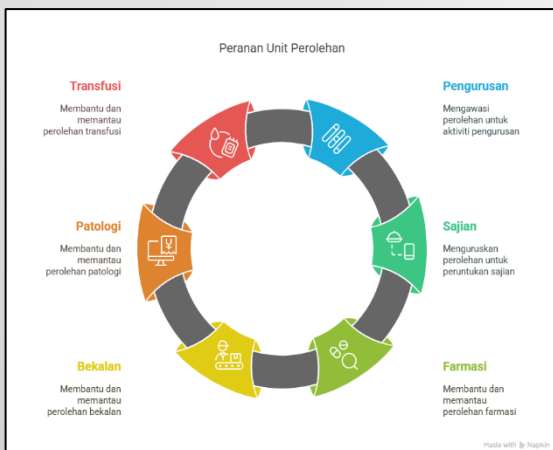 Peranan Unit Perolehan
Transfusi
Membantu dan
memantau
perolehan transfusi
Pengurusan
Mengawasi
perolehan untuk
aktiviti pengurusan
Patologi
Membantu dan
memantau
perolehan patologi
Sajian
Menguruskan
perolehan untuk
peruntukan sajian
Bekalan
Membantu dan
memantau
perolehan bekalan
Farmasi
Membantu dan
memantau
perolehan farmasi
Made with Napkin